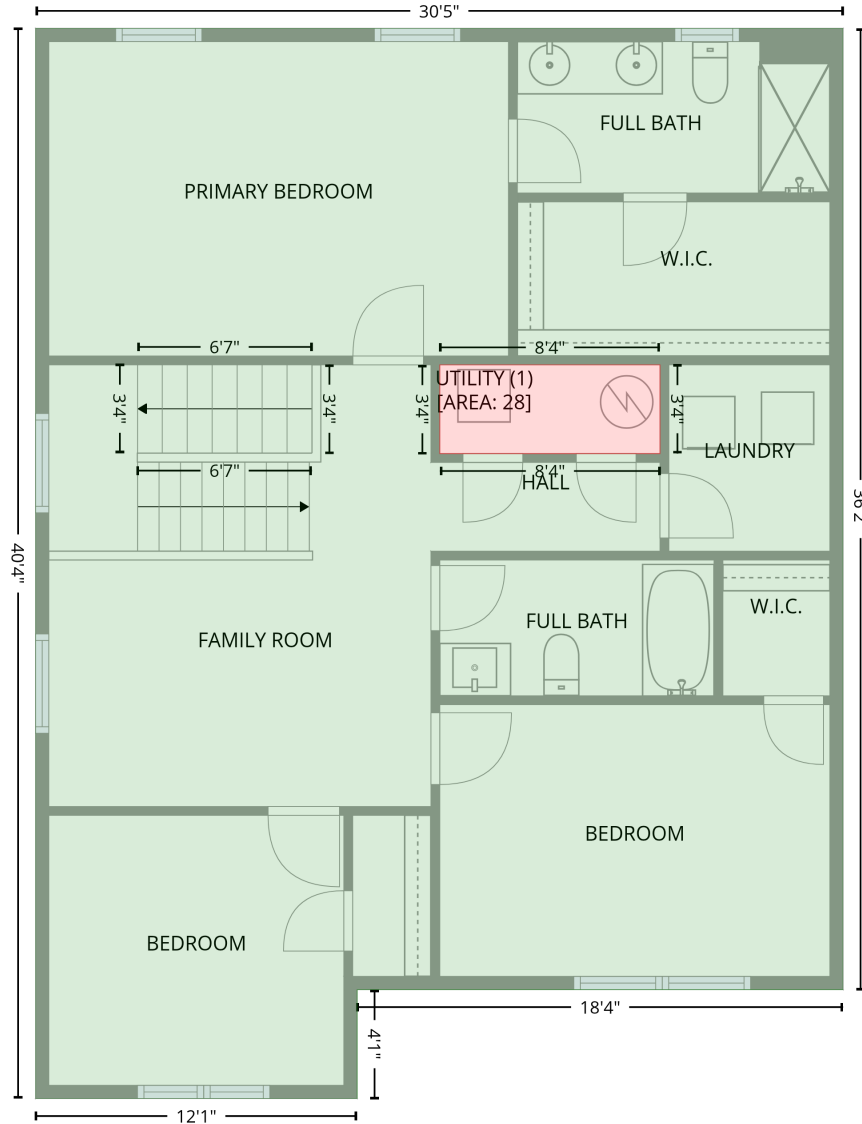 30'5"
FULL BATH
PRIMARY BEDROOM
W.I.C.
6'7"
8'4"
UTILITY (1)
[AREA: 28]
3'4"
3'4"
3'4"
3'4"
LAUNDRY
6'7"
8'4"
HALL
40'4"
W.I.C.
FULL BATH
FAMILY ROOM
BEDROOM
BEDROOM
18'4"
4'1"
12'1"